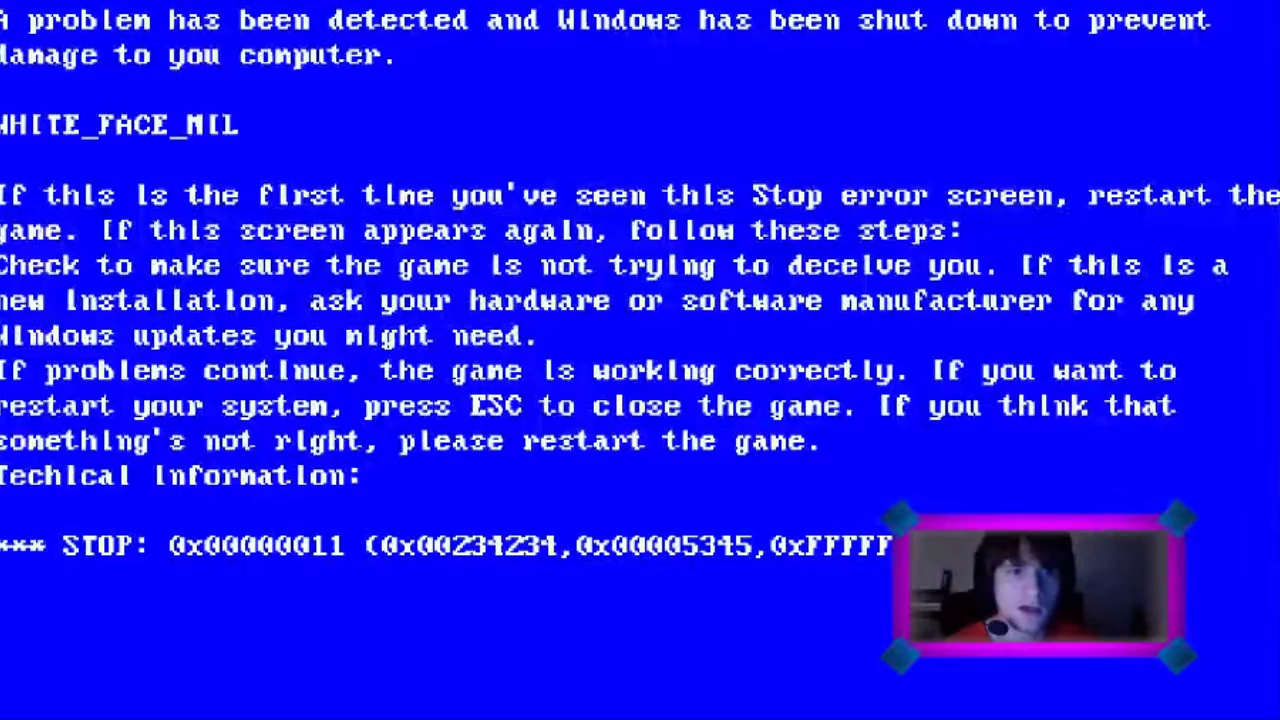 A problem has been detected and Windows has been shut down to prevent
damage to you computer.
WHITE_FACE_MIL
If this is the first time you've seen this Stop error screen, restart the
game. If this screen appears again, follow these steps:
Check to make sure the game is not trying to deceive you. If this is a
new installation, ask your hardware or software manufacturer for any
Windows updates you might need.
If problems continue, the game is working correctly. If you want to
restart your system, press ESC to close the game. If you think that
something's not right, please restart the game.
Techical information:
*** STOP: 0x00000011 (0x00234234,0x00005345,0xFFFFF